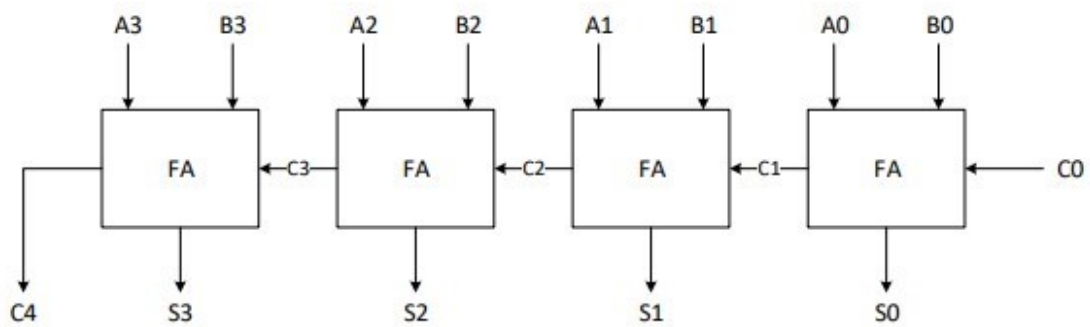 A3 B3 A2 B2 A1 B1 A0 B0
FA C3 FA C2 FA C1 FA C0
C4 S3 S2 S1 S0